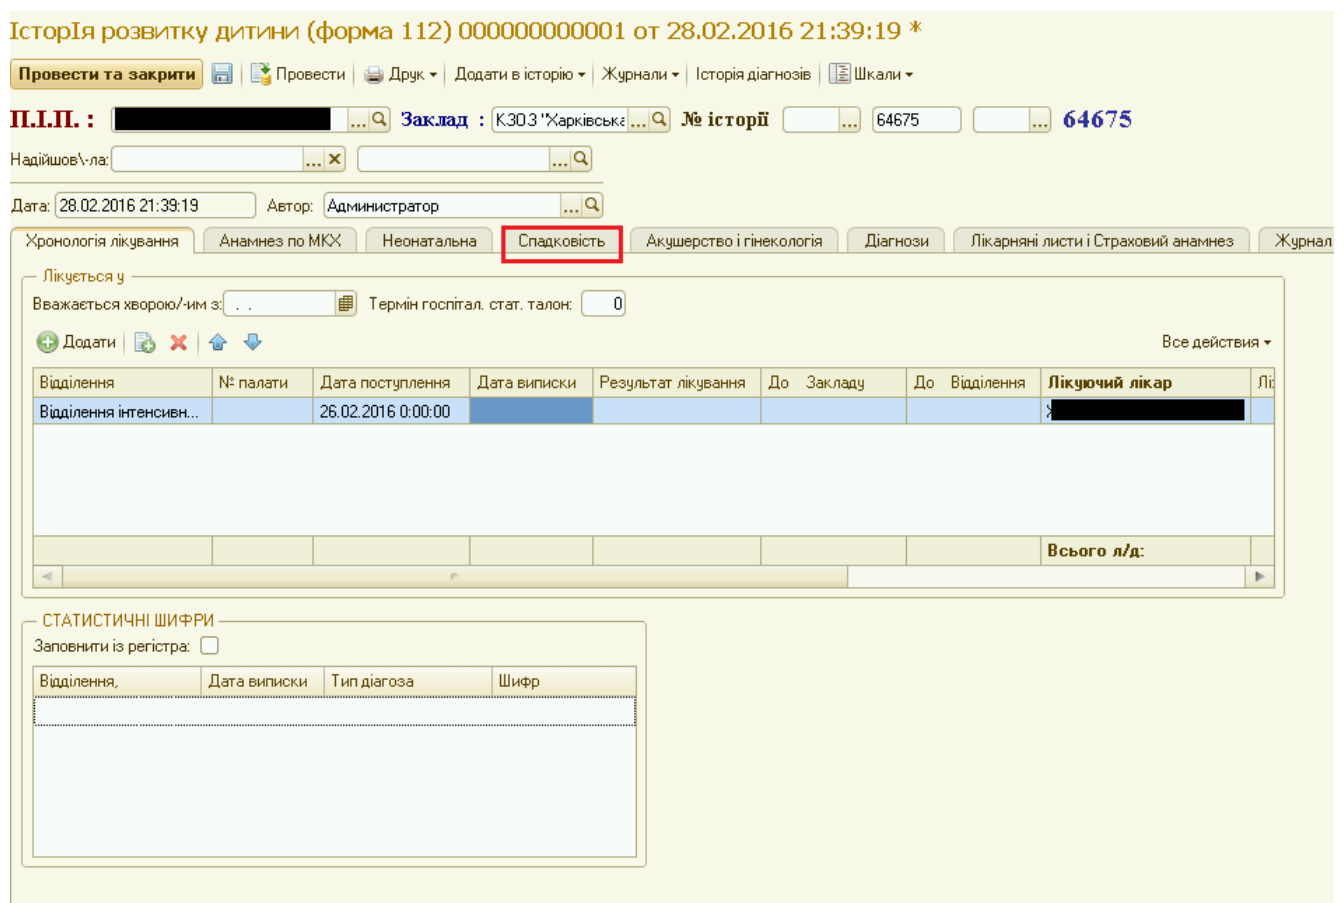 ІсторІя розвитку дитини (форма 112) 000000000001 от 28.02.2016 21:39:19 *
Провести та закрити Провести Друк Додати в історію Журнали Історія діагнозів Шкали
П.І.П. : ... Заклад : КЗОЗ "Харківська ... № історії ... 64675 ... 64675
Надійшов\-ла: ... ...
Дата: 28.02.2016 21:39:19 Автор: Администратор ...
Хронологія лікування Анамнез по МКХ Неонатальна Спадковість Акушерство і гінекологія Діагнози Лікарняні листи і Страховий анамнез Журнал
Лікується у
Вважається хворою/-им з: . . Термін госпітал. стат. талон: 0
Додати Все действия
Відділення № палати Дата поступлення Дата виписки Результат лікування До Закладу До Відділення Лікуючий лікар
Відділення інтенсивн... 26.02.2016 0:00:00
Всього л/д:
СТАТИСТИЧНІ ШИФРИ
Заповнити із регістра:
Відділення, Дата виписки Тип діагоза Шифр